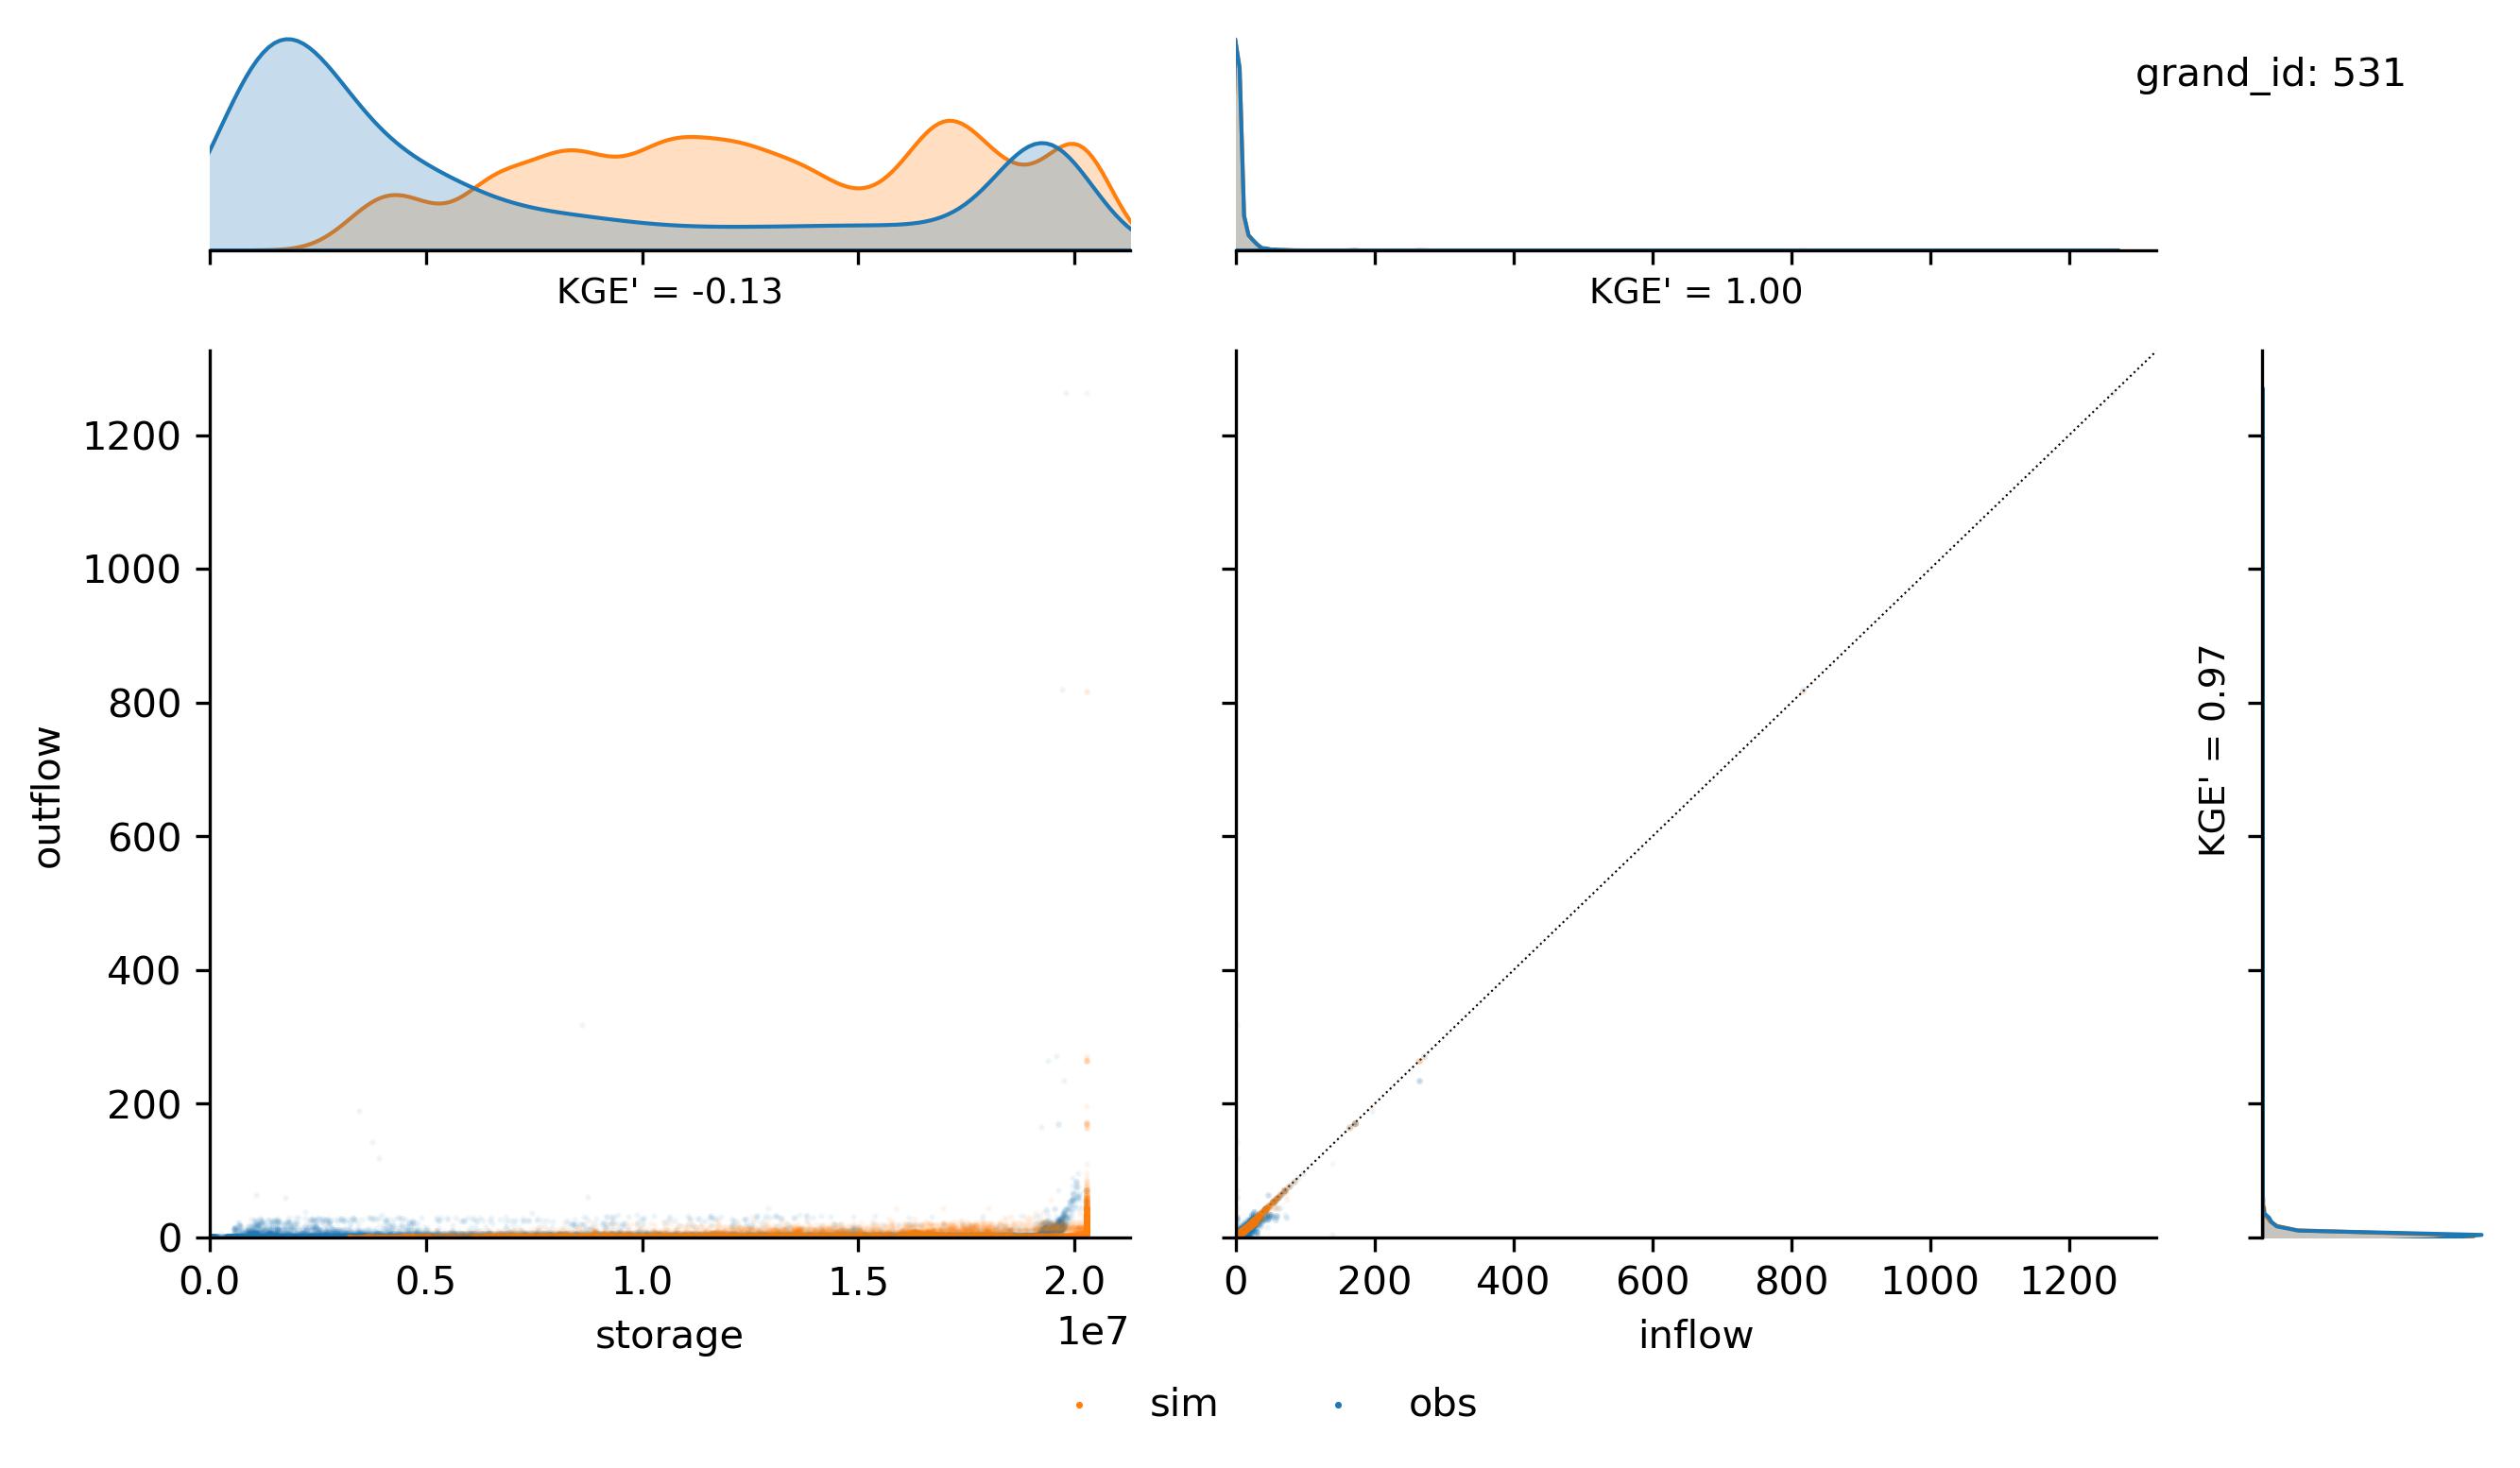 grand_id: 531
KGE' = -0.13
KGE' = 1.00
outflow
1200
1000
800
600
400
200
0
KGE' = 0.97
0.0 0.5 1.0 1.5 2.0
1e7
storage
0 200 400 600 800 1000 1200
inflow
sim obs